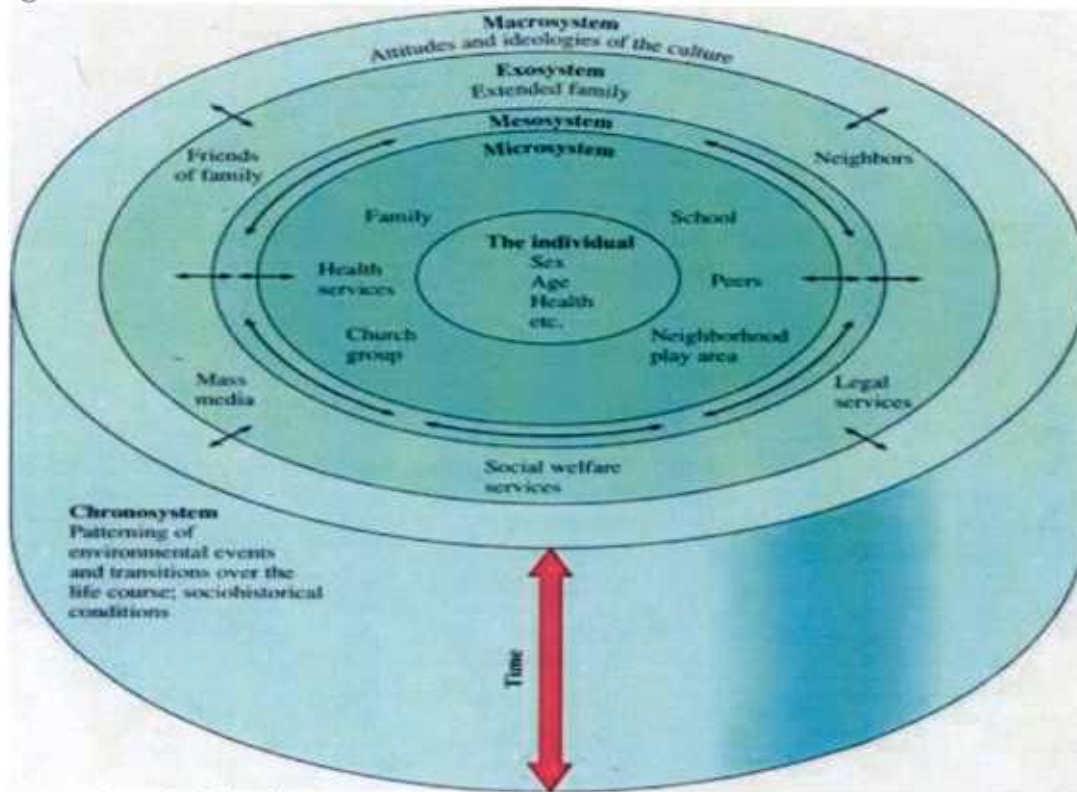 Macrosystem
Attitudes and ideologies of the culture
Exosystem
Extended family
Mesosystem
Microsystem
Friends
of family
Neighbors
Family
School
The individual
Sex
Age
Health
etc.
Health
services
Peers
Church
group
Neighborhood
play area
Mass
media
Legal
services
Social welfare
services
Chronosystem
Patterning of
environmental events
and transitions over the
life course; sociohistorical
conditions
Time